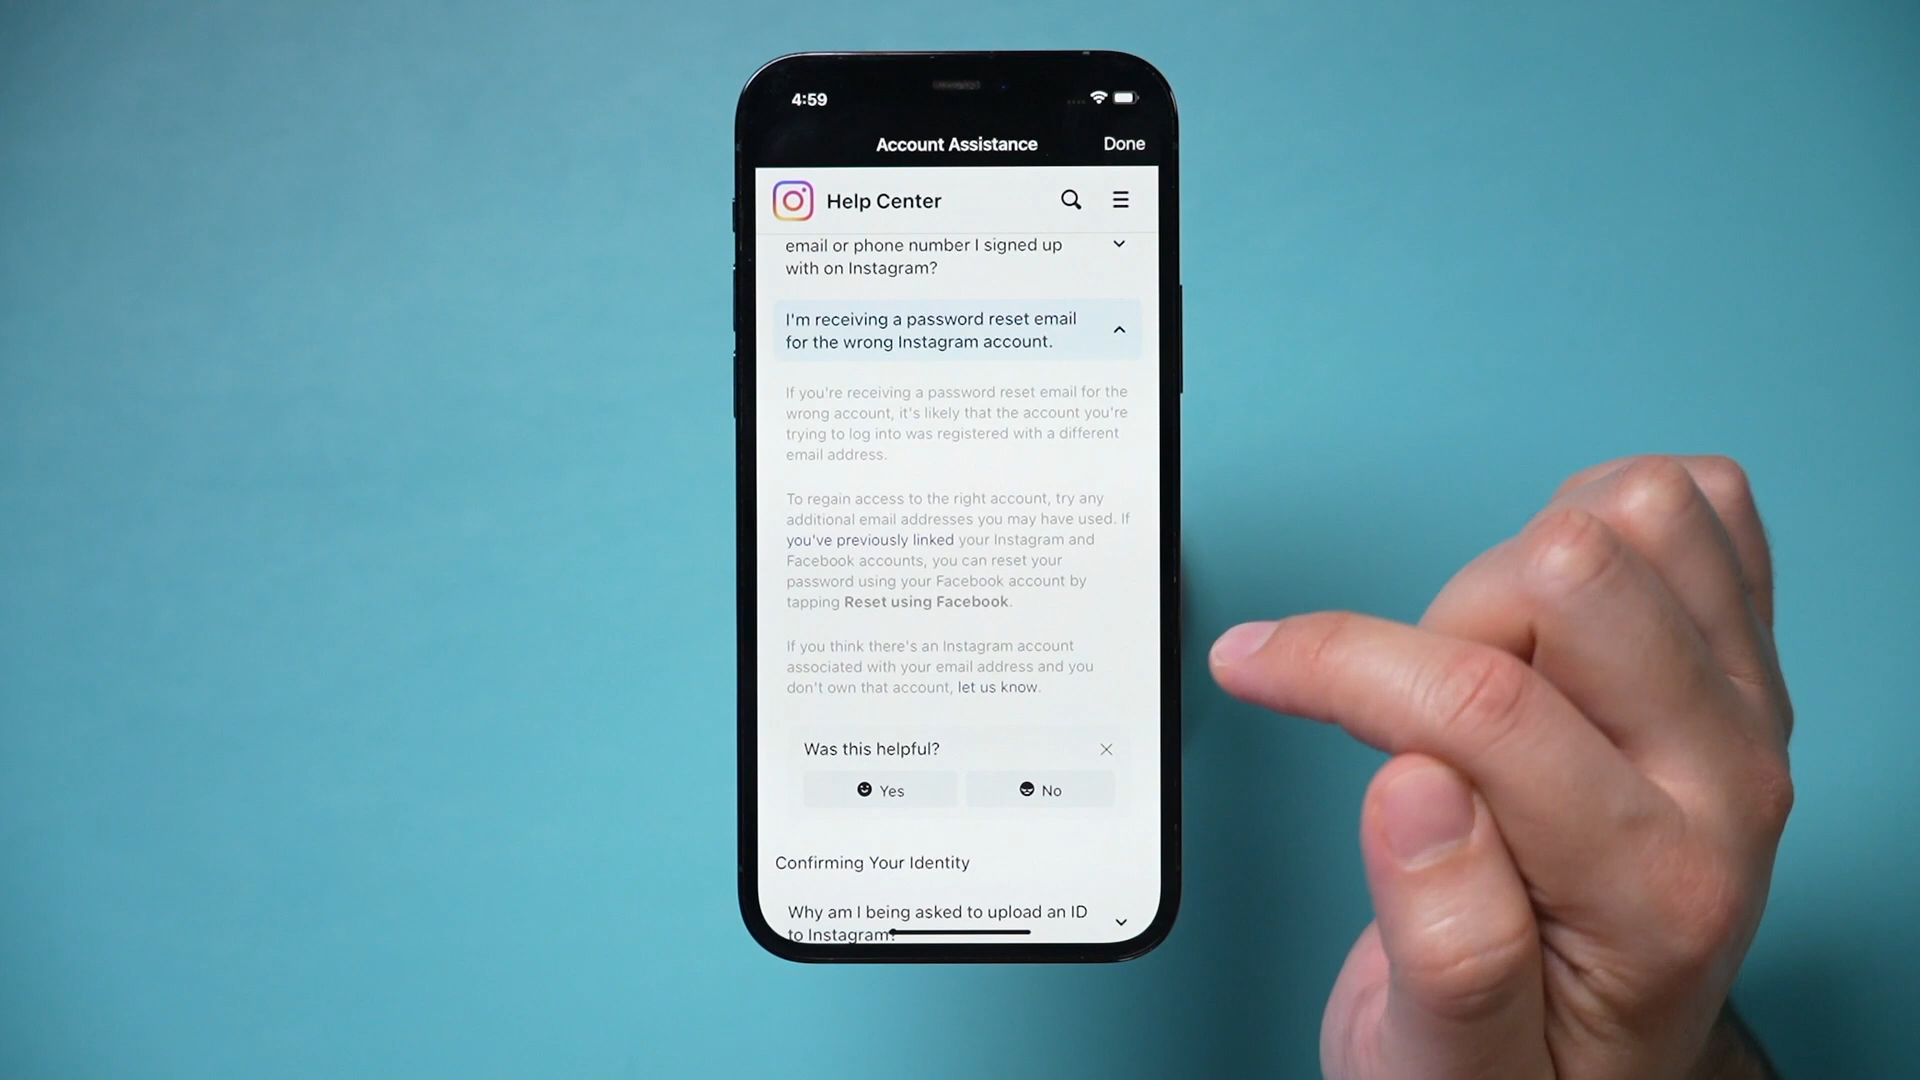 4:59
Account Assistance
Done
Help Center
email or phone number I signed up
with on Instagram?
I'm receiving a password reset email
for the wrong Instagram account.
If you're receiving a password reset email for the
wrong account, it's likely that the account you're
trying to log into was registered with a different
email address.
To regain access to the right account, try any
additional email addresses you may have used. If
you've previously linked your Instagram and
Facebook accounts, you can reset your
password using your Facebook account by
tapping Reset using Facebook.
If you think there's an Instagram account
associated with your email address and you
don't own that account, let us know.
Was this helpful?
Yes
No
Confirming Your Identity
Why am I being asked to upload an ID
to Instagram?